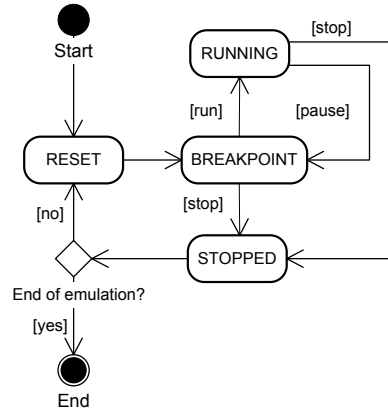 [stop]
RUNNING
Start
[run]
[pause]
RESET
BREAKPOINT
[no]
[stop]
STOPPED
End of emulation?
[yes]
End